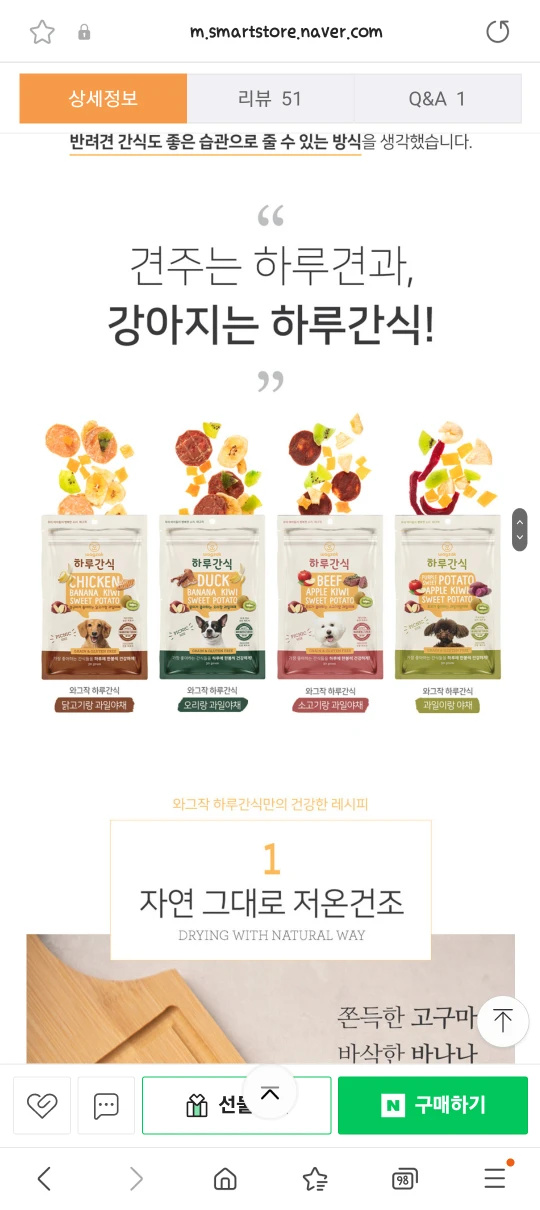 m.smartstore.naver.com
상세정보
리뷰 51
Q&A 1
반려견 간식도 좋은 습관으로 줄 수 있는 방식을 생각했습니다.
“
견주는 하루견과,
강아지는 하루간식!
”
하루간식
CHICKEN
BANANA KIWI
SWEET POTATO
GRAIN & GLUTEN FREE
하루간식
DUCK
BANANA KIWI
SWEET POTATO
하루간식
BEEF
APPLE KIWI
SWEET POTATO
하루간식
POTATO
APPLE KIWI
SWEET POTATO
와그작 하루간식
닭고기랑 과일야채
와그작 하루간식
오리랑 과일야채
와그작 하루간식
소고기랑 과일야채
와그작 하루간식
과일이랑 야채
와그작 하루간식만의 건강한 레시피
1
자연 그대로 저온건조
DRYING WITH NATURAL WAY
쫀득한 고구마
바삭한 바나나
선물
N 구매하기
98